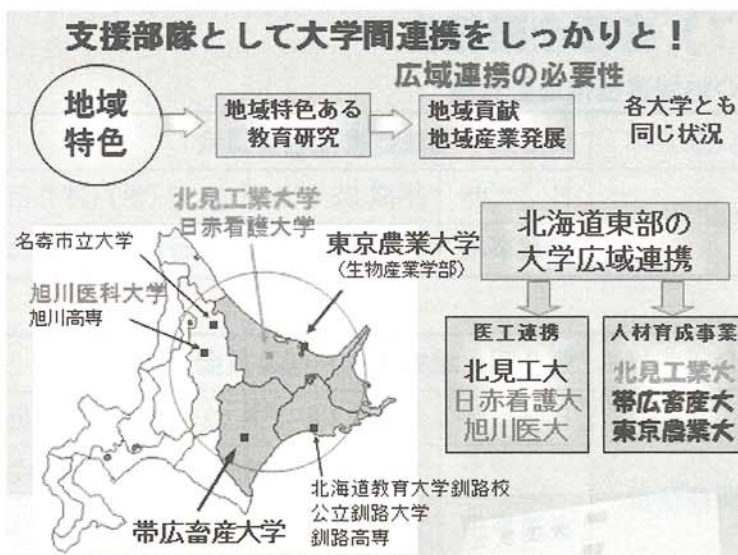 支援部隊として大学間連携をしっかりと！
広域連携の必要性
地域
特色
地域特色ある
教育研究
地域貢献
地域産業発展
各大学とも
同じ状況
北見工業大学
日赤看護大学
名寄市立大学
東京農業大学
（生物産業学部）
旭川医科大学
旭川高専
北海道教育大学釧路校
公立釧路大学
釧路高専
帯広畜産大学
北海道東部の
大学広域連携
医工連携
北見工大
日赤看護大
旭川医大
人材育成事業
北見工業大
帯広畜産大
東京農業大